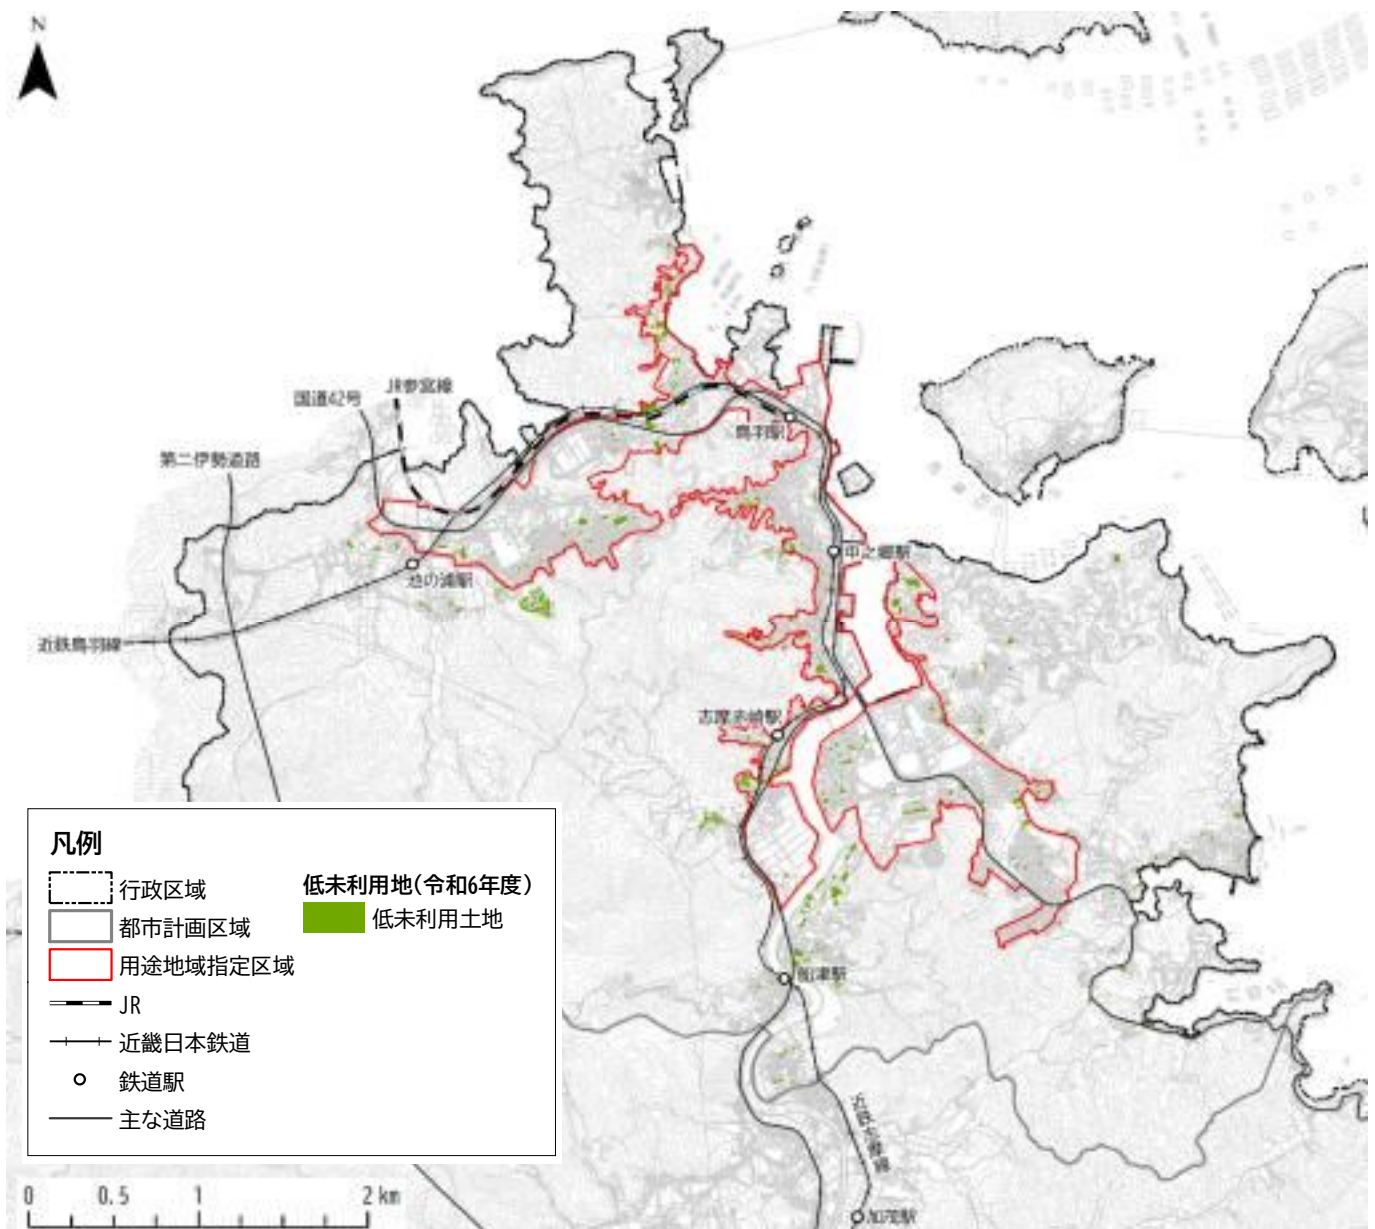 N
国道42号
JR参宮線
鳥羽駅
第二伊勢道路
中之郷駅
池の浦駅
近鉄鳥羽線
志摩赤崎駅
凡例
行政区域
都市計画区域
用途地域指定区域
JR
近畿日本鉄道
鉄道駅
主な道路
低未利用地(令和6年度)
低未利用土地
船津駅
近鉄志摩線
加茂駅
0 0.5 1 2 km